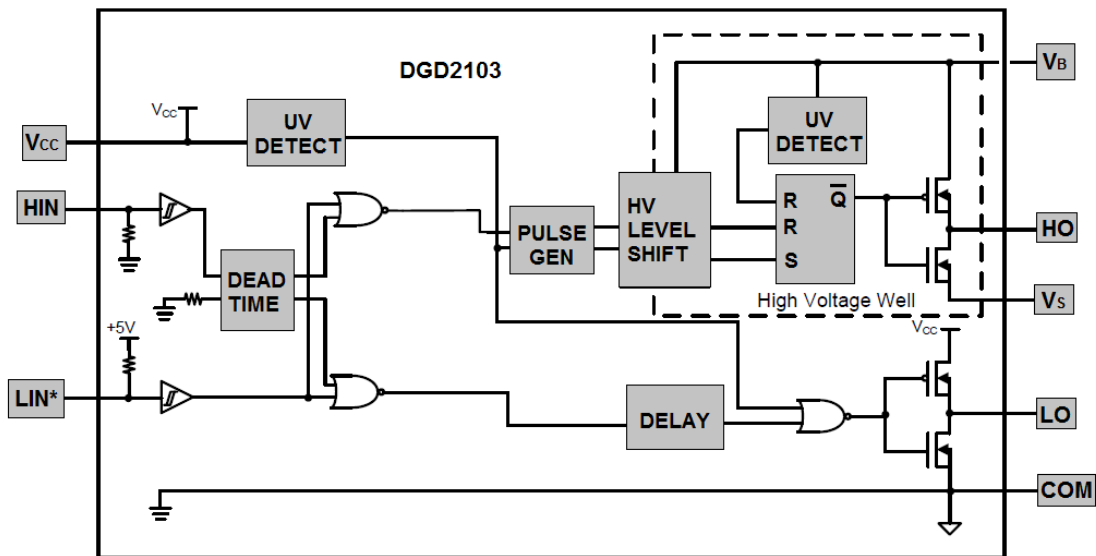 DGD2103
VB
VCC
UV
DETECT
UV
DETECT
VCC
HIN
HV
LEVEL
SHIFT
R
R
S
Q
PULSE
GEN
HO
DEAD
TIME
High Voltage Well
VS
+5V
VCC
LIN*
DELAY
LO
COM